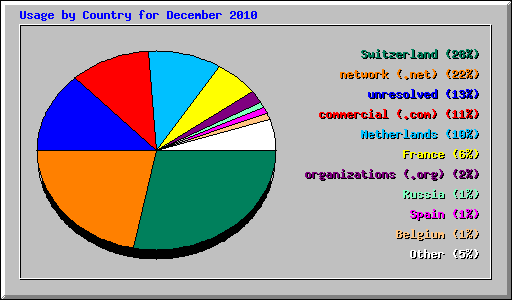 Usage by Country for December 2010
Switzerland (28%)
network (.net) (22%)
unresolved (13%)
commercial (.com) (11%)
Netherlands (10%)
France (6%)
organizations (.org) (2%)
Russia (1%)
Spain (1%)
Belgium (1%)
Other (5%)